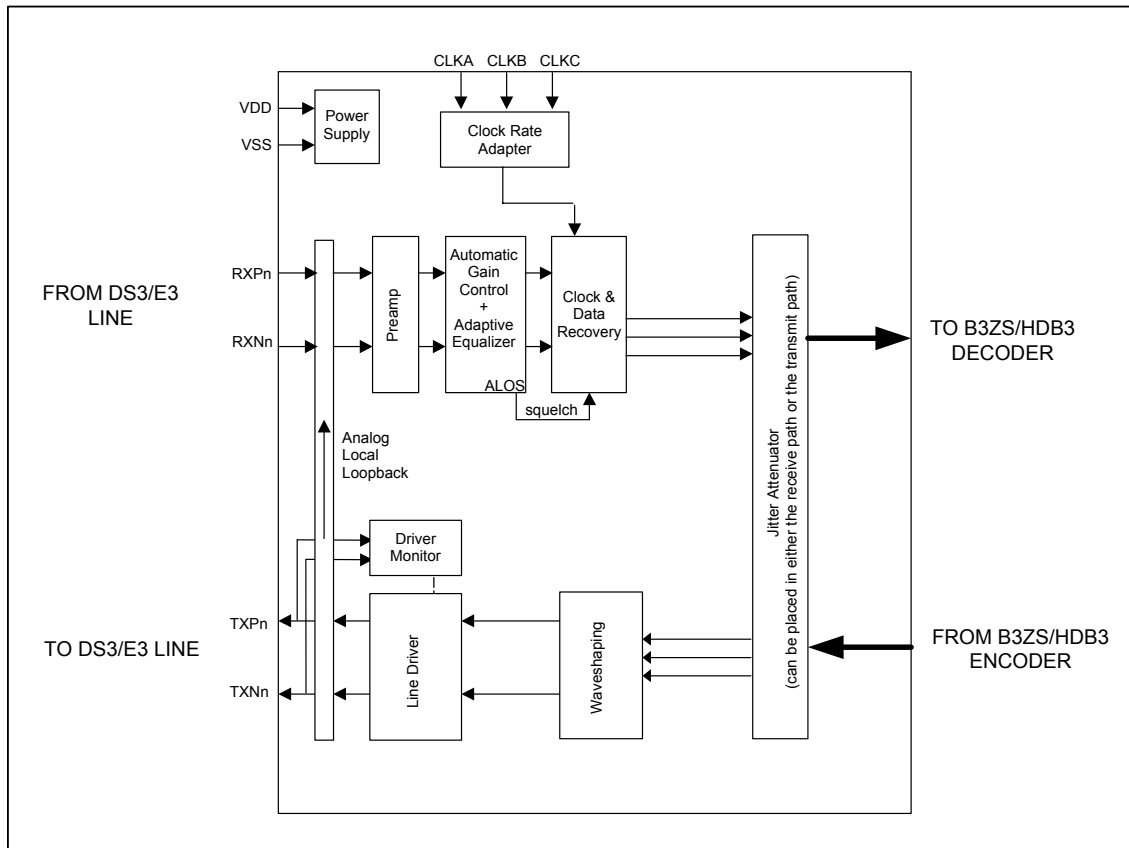 CLKA CLKB CLKC
VDD
VSS
Power
Supply
Clock Rate
Adapter
FROM DS3/E3
LINE
RXPn
RXNn
Preamp
Automatic
Gain
Control
+
Adaptive
Equalizer
ALOS
squelch
Clock &
Data
Recovery
Jitter Attenuator
(can be placed in either the receive path or the transmit path)
TO B3ZS/HDB3
DECODER
Analog
Local
Loopback
Driver
Monitor
TO DS3/E3 LINE
TXPn
TXNn
Line Driver
Waveshaping
FROM B3ZS/HDB3
ENCODER